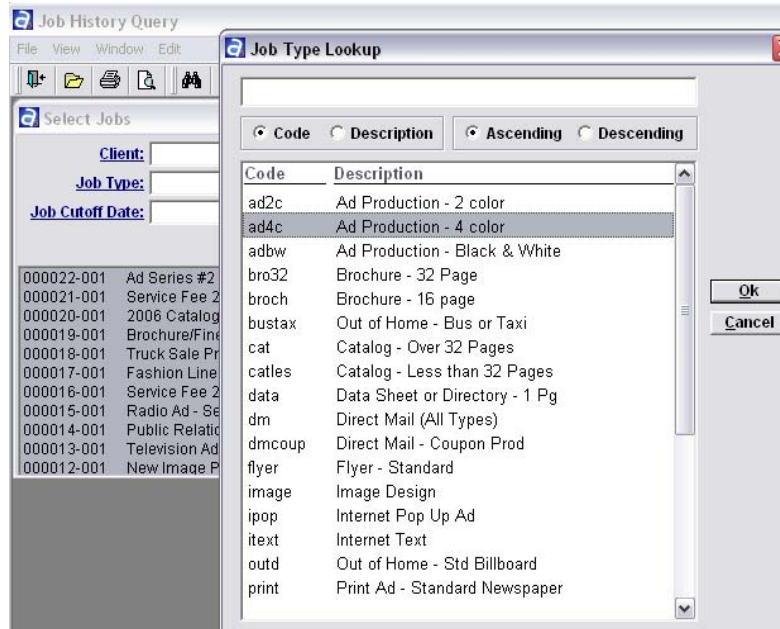 Job History Query
File View Window Edit
Select Jobs
Client:
Job Type:
Job Cutoff Date:
000022-001 Ad Series #2
000021-001 Service Fee 2
000020-001 2006 Catalog
000019-001 Brochure/Fine
000018-001 Truck Sale Pr
000017-001 Fashion Line
000016-001 Service Fee 2
000015-001 Radio Ad - Se
000014-001 Public Relatio
000013-001 Television Ad
000012-001 New Image P
Job Type Lookup
Code Description Ascending Descending
Code Description
ad2c Ad Production - 2 color
ad4c Ad Production - 4 color
adbw Ad Production - Black & White
bro32 Brochure - 32 Page
broch Brochure - 16 page
bustax Out of Home - Bus or Taxi
cat Catalog - Over 32 Pages
catles Catalog - Less than 32 Pages
data Data Sheet or Directory - 1 Pg
dm Direct Mail (All Types)
dmcoup Direct Mail - Coupon Prod
flyer Flyer - Standard
image Image Design
ipop Internet Pop Up Ad
itext Internet Text
outd Out of Home - Std Billboard
print Print Ad - Standard Newspaper
Ok
Cancel